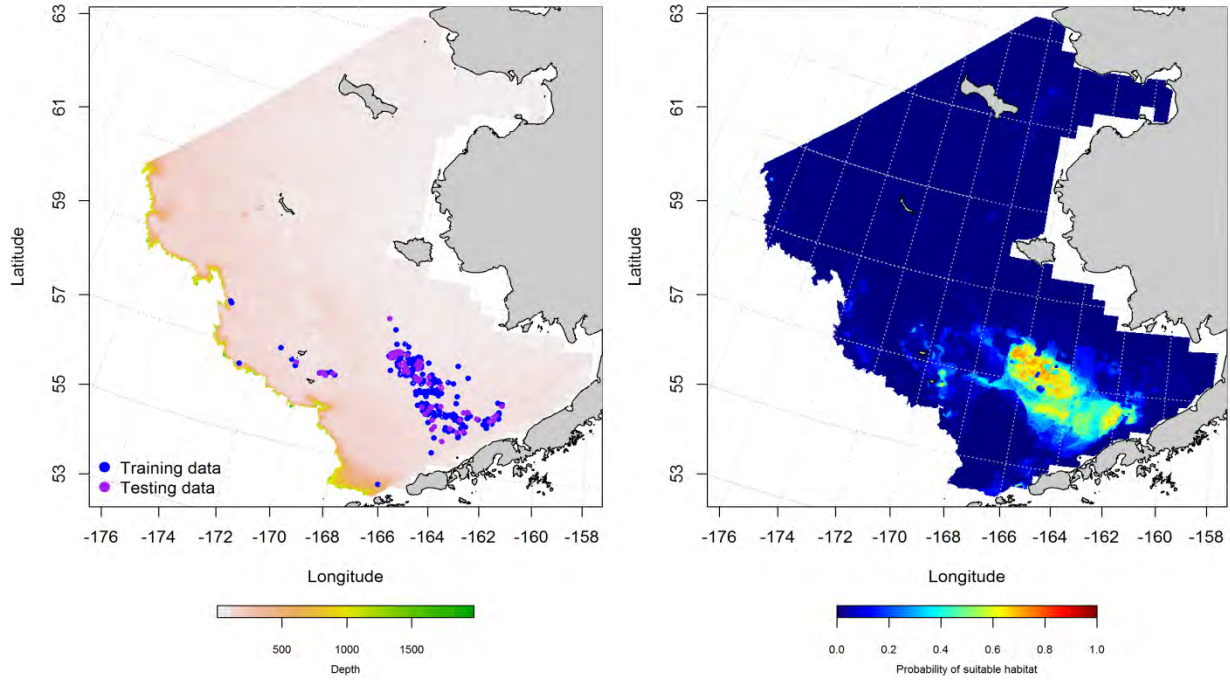 63
61
59
57
55
53
Latitude
Training data
Testing data
-176 -174 -172 -170 -168 -166 -164 -162 -160 -158
Longitude
500 1000 1500
Depth
63
61
59
57
55
53
Latitude
-176 -174 -172 -170 -168 -166 -164 -162 -160 -158
Longitude
0.0 0.2 0.4 0.6 0.8 1.0
Probability of suitable habitat